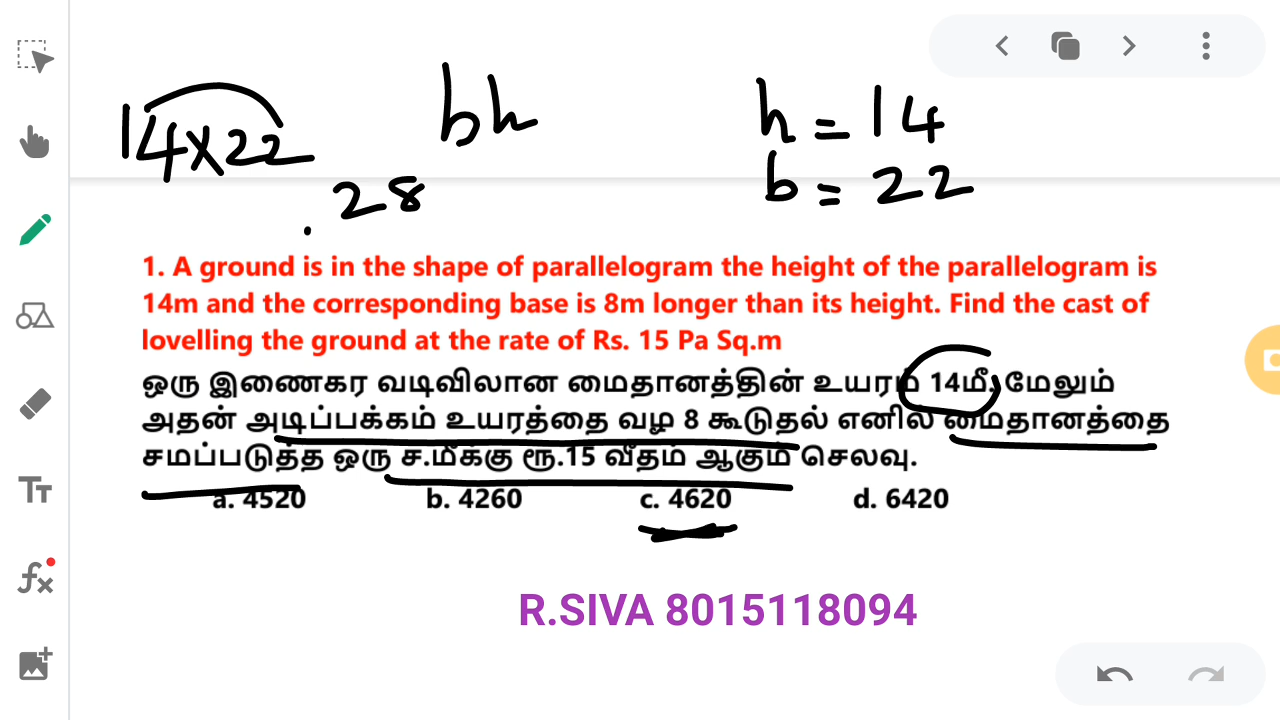 14x22
bh
h = 14
.28
b = 22
1. A ground is in the shape of parallelogram the height of the parallelogram is
14m and the corresponding base is 8m longer than its height. Find the cast of
lovelling the ground at the rate of Rs. 15 Pa Sq.m
ஒரு இணைகர வடிவிலான மைதானத்தின் உயரம் 14மீ. மேலும்
அதன் அடிப்பக்கம் உயரத்தை வழ 8 கூடுதல் எனில் மைதானத்தை
சமப்படுத்த ஒரு ச.மீக்கு ரூ.15 வீதம் ஆகும் செலவு.
a. 4520 b. 4260 c. 4620 d. 6420
R.SIVA 8015118094
Tт
fx